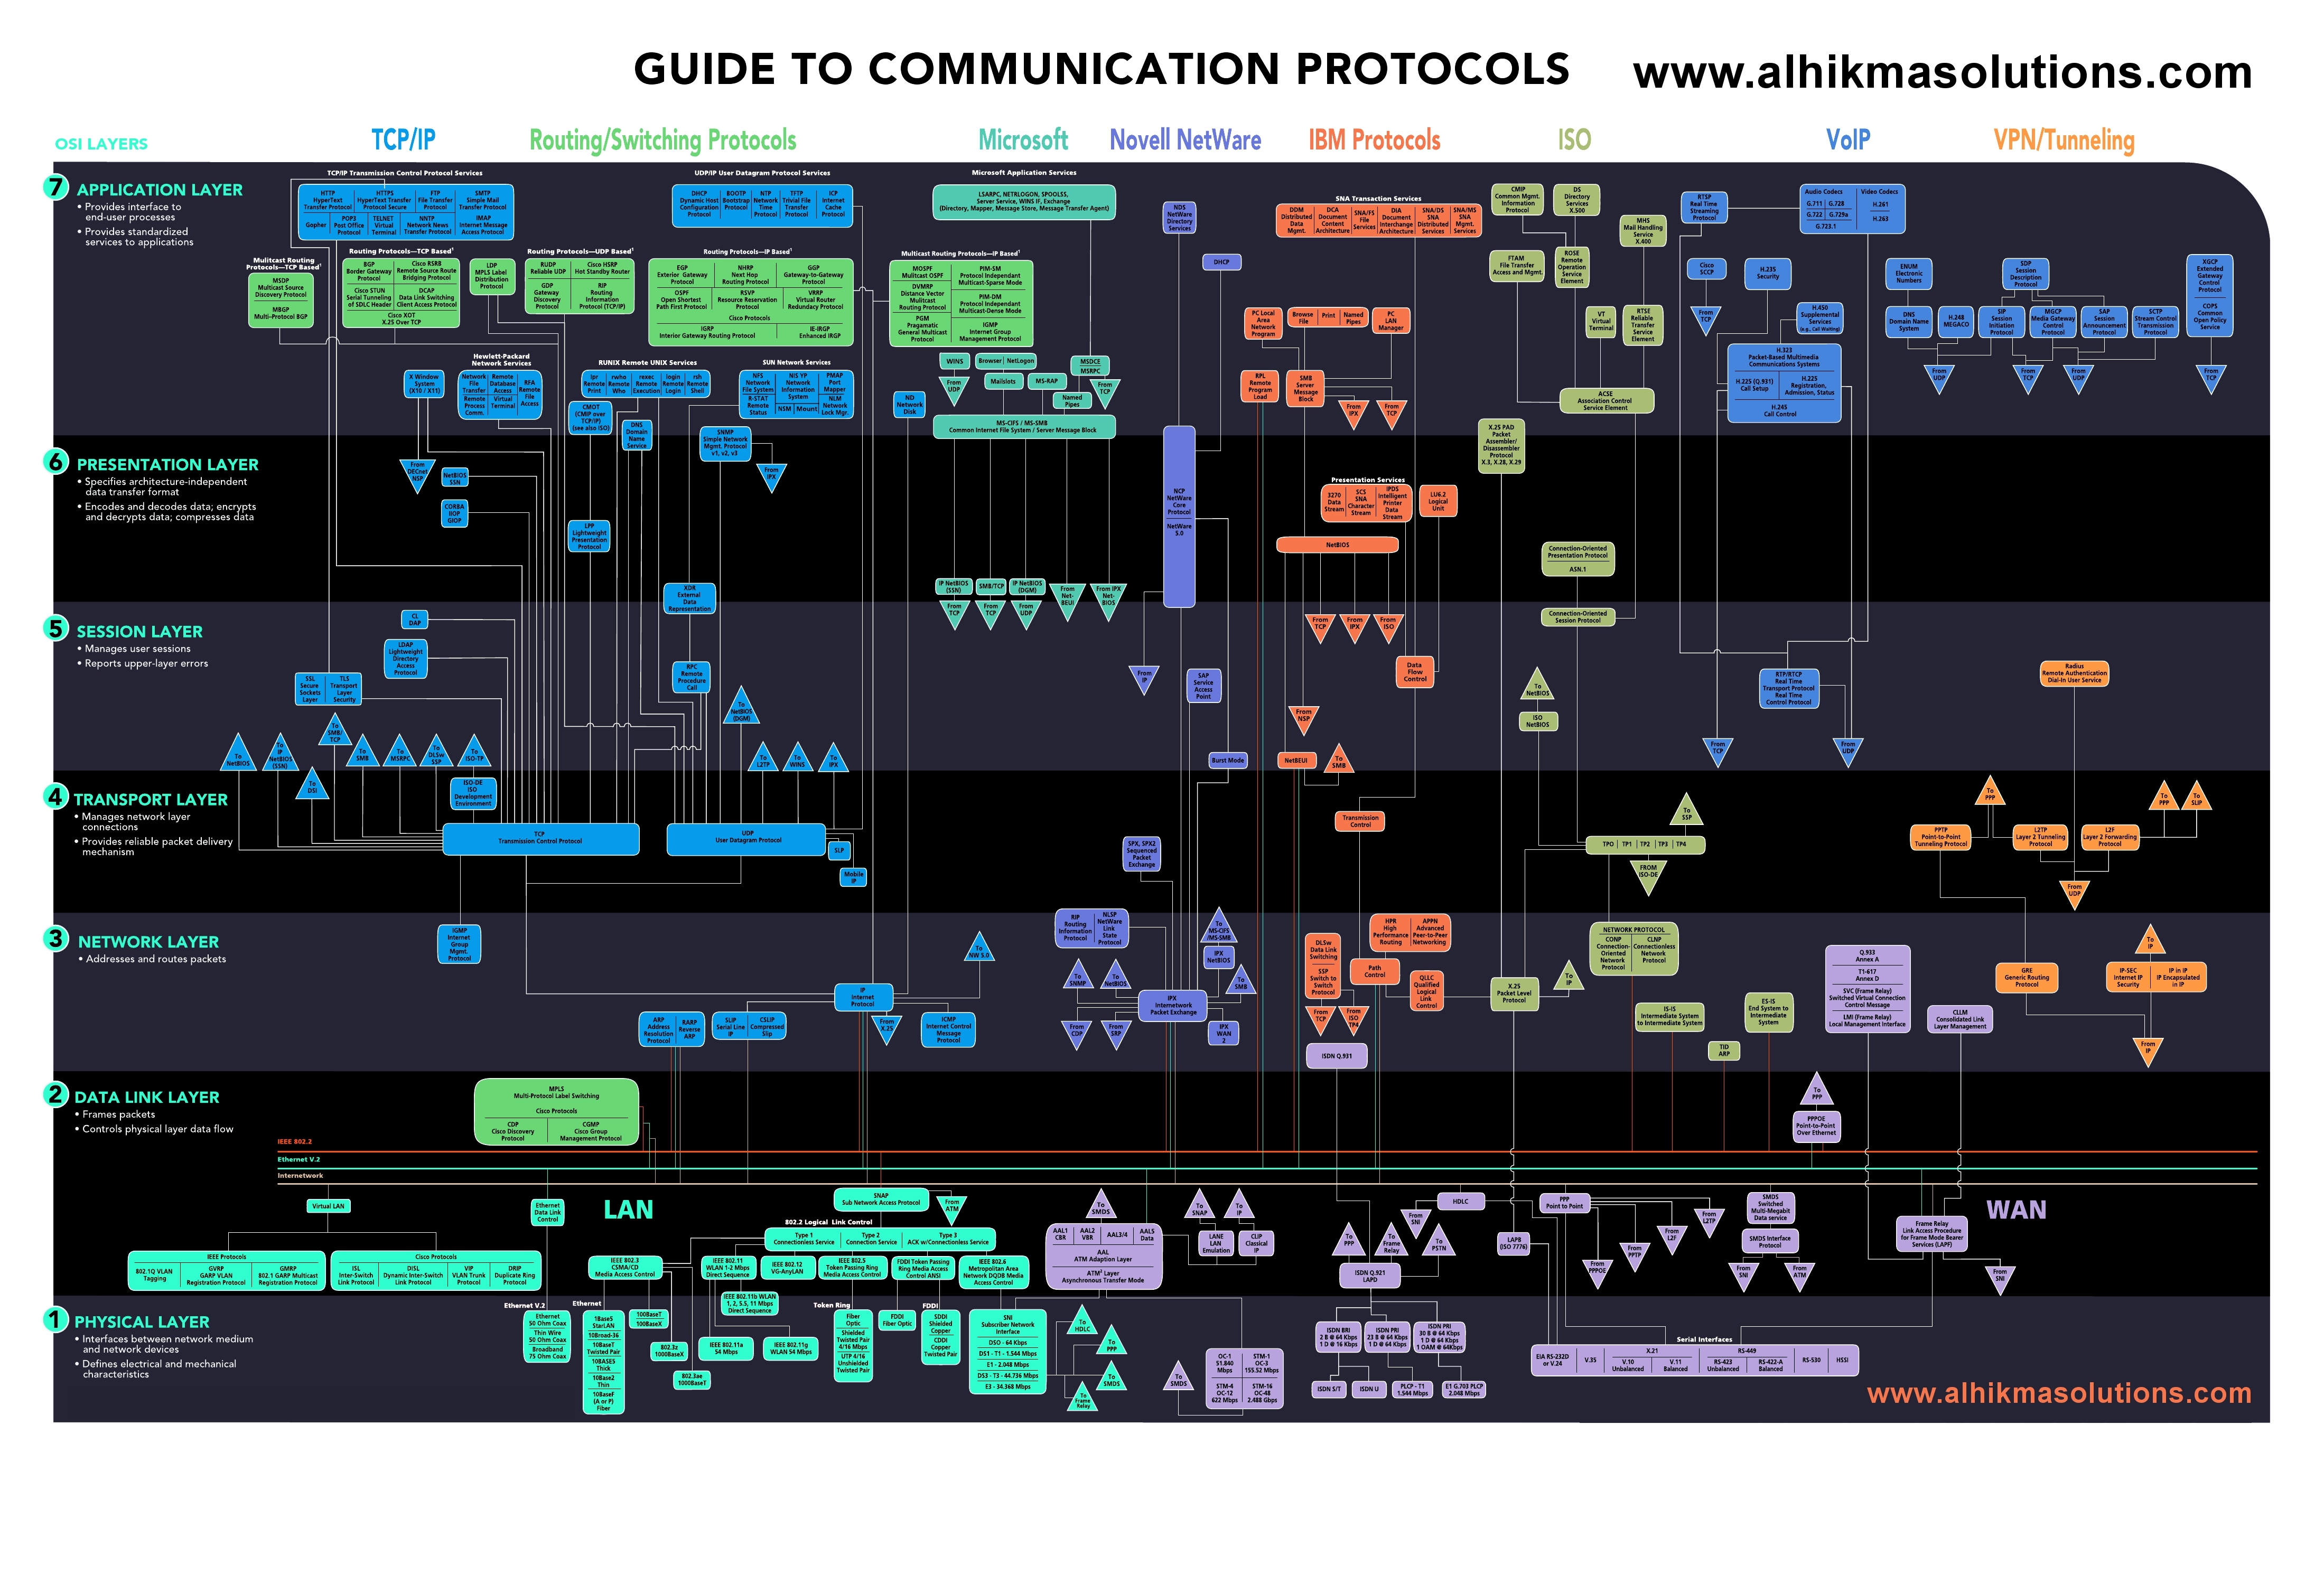 GUIDE TO COMMUNICATION PROTOCOLS
www.alhikmasolutions.com
OSI LAYERS
TCP/IP
Routing/Switching Protocols
Microsoft
Novell NetWare
IBM Protocols
ISO
VoIP
VPN/Tunneling
7 APPLICATION LAYER
• Provides interface to
end-user processes
• Provides standardized
services to applications
TCP/IP Transmission Control Protocol Services
HTTP
HyperText
Transfer Protocol
HTTPS
HyperText Transfer
Protocol Secure
FTP
File Transfer
Protocol
SMTP
Simple Mail
Transfer Protocol
Gopher
POP3
Post Office
Protocol
TELNET
Virtual
Terminal
NNTP
Network News
Transfer Protocol
IMAP
Internet Message
Access Protocol
Mulitcast Routing
Protocols—TCP Based¹
MSDP
Multicast Source
Discovery Protocol
MBGP
Multi-Protocol BGP
Routing Protocols—TCP Based¹
BGP
Border Gateway
Protocol
Cisco RSRB
Remote Source Route
Bridging Protocol
Cisco STUN
Serial Tunneling
of SDLC Header
DCAP
Data Link Switching
Client Access Protocol
Cisco XOT
X.25 Over TCP
LDP
MPLS Label
Distribution
Protocol
Routing Protocols—UDP Based¹
RUDP
Reliable UDP
Cisco HSRP
Hot Standby Router
GDP
Gateway
Discovery
Protocol
RIP
Routing
Information
Protocol (TCP/IP)
UDP/IP User Datagram Protocol Services
DHCP
Dynamic Host
Configuration
Protocol
BOOTP
Bootstrap
Protocol
NTP
Network
Time
Protocol
TFTP
Trivial File
Transfer
Protocol
ICP
Internet
Cache
Protocol
Routing Protocols—IP Based¹
EGP
Exterior Gateway
Protocol
NHRP
Next Hop
Routing Protocol
GGP
Gateway-to-Gateway
Protocol
OSPF
Open Shortest
Path First Protocol
RSVP
Resource Reservation
Protocol
VRRP
Virtual Router
Redundacy Protocol
Cisco Protocols
IGRP
Interior Gateway Routing Protocol
IE-IRGP
Enhanced IRGP
Microsoft Application Services
LSARPC, NETRLOGON, SPOOLSS,
Server Service, WINS IF, Exchange
(Directory, Mapper, Message Store, Message Transfer Agent)
Multicast Routing Protocols—IP Based¹
MOSPF
Mulitcast OSPF
DVMRP
Distance Vector
Mulitcast
Routing Protocol
PGM
Pragamatic
General Multicast
Protocol
PIM-SM
Protocol Independant
Multicast-Sparse Mode
PIM-DM
Protocol Independant
Multicast-Dense Mode
IGMP
Internet Group
Management Protocol
WINS
From
UDP
Browser
NetLogon
Mailslots
MS-RAP
MSDCE
MSRPC
From
TCP
Named
Pipes
MS-CIFS / MS-SMB
Common Internet File System / Server Message Block
Hewlett-Packard
Network Services
X Window
System
(X10 / X11)
Network
File
Transfer
Remote
Database
Access
RFA
Remote
File
Access
Remote
Process
Comm.
Virtual
Terminal
RUNIX Remote UNIX Services
lpr
Remote
Print
rwho
Remote
Who
rexec
Remote
Execution
login
Remote
Login
rsh
Remote
Shell
CMOT
(CMIP over
TCP/IP)
(see also ISO)
DNS
Domain
Name
Service
SUN Network Services
NFS
Network
File System
NIS YP
Network
Information
System
PMAP
Port
Mapper
R-STAT
Remote
Status
NSM
Mount
NLM
Network
Lock Mgr.
ND
Network
Disk
SNMP
Simple Network
Mgmt. Protocol
v1, v2, v3
From
IPX
NDS
NetWare
Directory
Services
DHCP
SNA Transaction Services
DDM
Distributed
Data
Mgmt.
DCA
Document
Content
Architecture
SNA/FS
File
Services
DIA
Document
Interchange
Architecture
SNA/DS
SNA
Distributed
Services
SNA/MS
SNA
Mgmt.
Services
PC Local
Area
Network
Program
Browse
File
Print
Named
Pipes
PC
LAN
Manager
RPL
Remote
Program
Load
SMB
Server
Message
Block
From
IPX
From
TCP
CMIP
Common Mgmt.
Information
Protocol
DS
Directory
Services
X.500
MHS
Mail Handling
Service
X.400
FTAM
File Transfer
Access and Mgmt.
ROSE
Remote
Operation
Service
Element
VT
Virtual
Terminal
RTSE
Reliable
Transfer
Service
Element
ACSE
Association Control
Service Element
X.25 PAD
Packet
Assembler/
Disassembler
Protocol
X.3, X.28, X.29
RTSP
Real Time
Streaming
Protocol
Audio Codecs
G.711
G.728
G.722
G.729a
G.723.1
Video Codecs
H.261
H.263
Cisco
SCCP
From
TCP
H.235
Security
H.450
Supplemental
Services
(e.g., Call Waiting)
H.323
Packet-Based Multimedia
Communications Systems
H.225 (Q.931)
Call Setup
H.225
Registration,
Admission, Status
H.245
Call Control
ENUM
Electronic
Numbers
DNS
Domain Name
System
H.248
MEGACO
SDP
Session
Description
Protocol
SIP
Session
Initiation
Protocol
MGCP
Media Gateway
Control
Protocol
SAP
Session
Announcement
Protocol
SCTP
Stream Control
Transmission
Protocol
XGCP
Extended
Gateway
Control
Protocol
COPS
Common
Open Policy
Service
From
UDP
From
TCP
From
UDP
From
TCP
6 PRESENTATION LAYER
• Specifies architecture-independent
data transfer format
• Encodes and decodes data; encrypts
and decrypts data; compresses data
From
DECnet
NSP
NetBIOS
SSN
CORBA
IIOP
GIOP
LPP
Lightweight
Presentation
Protocol
XDR
External
Data
Representation
IP NetBIOS
(SSN)
SMB/TCP
IP NetBIOS
(DGM)
From
Net-
BEUI
From IPX
Net-
BIOS
From
TCP
From
TCP
From
UDP
NCP
NetWare
Core
Protocol
NetWare
5.0
Presentation Services
3270
Data
Stream
SCS
SNA
Character
Stream
IPDS
Intelligent
Printer
Data
Stream
LU6.2
Logical
Unit
NetBIOS
Connection-Oriented
Presentation Protocol
ASN.1
5 SESSION LAYER
• Manages user sessions
• Reports upper-layer errors
CL
DAP
LDAP
Lightweight
Directory
Access
Protocol
SSL
Secure
Sockets
Layer
TLS
Transport
Layer
Security
RPC
Remote
Procedure
Call
To
NetBIOS
(DGM)
To
NetBIOS
To
IP
NetBIOS
(SSN)
To
SMB/
TCP
To
SMB
To
MSRPC
To
DLSw
SSP
To
ISO-TP
To
L2TP
To
WINS
To
IPX
From
IP
SAP
Service
Access
Point
Burst Mode
From
TCP
From
IPX
From
ISO
Data
Flow
Control
From
NSP
NetBEUI
To
SMB
Connection-Oriented
Session Protocol
To
NetBIOS
ISO
NetBIOS
RTP/RTCP
Real Time
Transport Protocol
Real Time
Control Protocol
From
TCP
From
UDP
Radius
Remote Authentication
Dial-In User Service
4 TRANSPORT LAYER
• Manages network layer
connections
• Provides reliable packet delivery
mechanism
To
DSI
ISO-DE
ISO
Development
Environment
TCP
Transmission Control Protocol
UDP
User Datagram Protocol
SLP
Mobile
IP
SPX, SPX2
Sequenced
Packet
Exchange
Transmission
Control
To
SSP
TPO
TP1
TP2
TP3
TP4
FROM
ISO-DE
To
PPP
To
PPP
To
SLIP
PPTP
Point-to-Point
Tunneling Protocol
L2TP
Layer 2 Tunneling
Protocol
L2F
Layer 2 Forwarding
Protocol
From
UDP
3 NETWORK LAYER
• Addresses and routes packets
IGMP
Internet
Group
Mgmt.
Protocol
To
NW 5.0
IP
Internet
Protocol
ARP
Address
Resolution
Protocol
RARP
Reverse
ARP
SLIP
Serial Line
IP
CSLIP
Compressed
Slip
From
X.25
ICMP
Internet Control
Message
Protocol
RIP
Routing
Information
Protocol
NLSP
NetWare
Link
State
Protocol
To
MS-CIFS
/MS-SMB
IPX
NetBIOS
To
SNMP
To
NetBIOS
To
SMB
IPX
Internetwork
Packet Exchange
From
CDP
From
SRP
IPX
WAN
2
DLSw
Data Link
Switching
SSP
Switch to
Switch
Protocol
HPR
High
Performance
Routing
APPN
Advanced
Peer-to-Peer
Networking
Path
Control
QLLC
Qualified
Logical
Link
Control
From
TCP
From
ISO
TP4
ISDN Q.931
X.25
Packet Level
Protocol
To
IP
NETWORK PROTOCOL
CONP
Connection-
Oriented
Network
Protocol
CLNP
Connectionless
Network
Protocol
IS-IS
Intermediate System
to Intermediate System
ES-IS
End System to
Intermediate
System
TID
ARP
Q.933
Annex A
T1-617
Annex D
SVC (Frame Relay)
Switched Virtual Connection
Control Message
LMI (Frame Relay)
Local Management Interface
CLLM
Consolidated Link
Layer Management
GRE
Generic Routing
Protocol
To
IP
IP-SEC
Internet IP
Security
IP in IP
IP Encapsulated
in IP
From
IP
2 DATA LINK LAYER
• Frames packets
• Controls physical layer data flow
MPLS
Multi-Protocol Label Switching
Cisco Protocols
CDP
Cisco Discovery
Protocol
CGMP
Cisco Group
Management Protocol
To
PPP
PPPOE
Point-to-Point
Over Ethernet
IEEE 802.2
Ethernet V.2
Internetwork
Virtual LAN
IEEE Protocols
802.1Q VLAN
Tagging
GVRP
GARP VLAN
Registration Protocol
GMRP
802.1 GARP Multicast
Registration Protocol
Cisco Protocols
ISL
Inter-Switch
Link Protocol
DISL
Dynamic Inter-Switch
Link Protocol
VIP
VLAN Trunk
Protocol
DRIP
Duplicate Ring
Protocol
Ethernet
Data Link
Control
LAN
SNAP
Sub Network Access Protocol
From
ATM
802.2 Logical Link Control
Type 1
Connectionless Service
Type 2
Connection Service
Type 3
ACK w/Connectionless Service
IEEE 802.3
CSMA/CD
Media Access Control
IEEE 802.11
WLAN 1-2 Mbps
Direct Sequence
IEEE 802.12
VG-AnyLAN
IEEE 802.5
Token Passing Ring
Media Access Control
FDDI Token Passing
Ring Media Access
Control ANSI
IEEE 802.6
Metropolitan Area
Network DQDB Media
Access Control
IEEE 802.11b WLAN
1, 2, 5.5, 11 Mbps
Direct Sequence
To
SMDS
AAL1
CBR
AAL2
VBR
AAL3/4
AAL5
Data
AAL
ATM Adaption Layer
ATM² Layer
Asynchronous Transfer Mode
To
SNAP
To
IP
LANE
LAN
Emulation
CLIP
Classical
IP
HDLC
From
SNI
To
PPP
To
Frame
Relay
To
PSTN
ISDN Q.921
LAPD
LAPB
(ISO 7776)
PPP
Point to Point
From
PPPOE
From
PPTP
From
L2F
From
L2TP
SMDS
Switched
Multi-Megabit
Data service
SMDS Interface
Protocol
From
SNI
From
ATM
Frame Relay
Link Access Procedure
for Frame Mode Bearer
Services (LAPF)
From
SNI
WAN
1 PHYSICAL LAYER
• Interfaces between network medium
and network devices
• Defines electrical and mechanical
characteristics
Ethernet V.2
Ethernet
50 Ohm Coax
Thin Wire
50 Ohm Coax
Broadband
75 Ohm Coax
Ethernet
1Base5
StarLAN
10Broad-36
10BaseT
Twisted Pair
10BASE5
Thick
10Base2
Thin
10BaseF
(A or P)
Fiber
100BaseT
100BaseX
802.3z
1000BaseX
802.3ae
1000BaseT
IEEE 802.11a
54 Mbps
IEEE 802.11g
WLAN 54 Mbps
Token Ring
Fiber
Optic
Shielded
Twisted Pair
4/16 Mbps
UTP 4/16
Unshielded
Twisted Pair
FDDI
FDDI
Fiber Optic
SDDI
Shielded
Copper
CDDI
Copper
Twisted Pair
SNI
Subscriber Network
Interface
DSO - 64 Kbps
DS1 - T1 - 1.544 Mbps
E1 - 2.048 Mbps
DS3 - T3 - 44.736 Mbps
E3 - 34.368 Mbps
To
HDLC
To
PPP
To
SMDS
To
Frame
Relay
To
SMDS
OC-1
51.840
Mbps
STM-1
OC-3
155.52 Mbps
STM-4
OC-12
622 Mbps
STM-16
OC-48
2.488 Gbps
ISDN BRI
2 B @ 64 Kbps
1 D @ 16 Kbps
ISDN PRI
23 B @ 64 Kbps
1 D @ 64 Kbps
ISDN PRI
30 B @ 64 Kbps
1 D @ 64 Kbps
1 OAM @ 64Kbps
ISDN S/T
ISDN U
PLCP - T1
1.544 Mbps
E1 G.703 PLCP
2.048 Mbps
Serial Interfaces
EIA RS-232D
or V.24
V.35
X.21
V.10
Unbalanced
V.11
Balanced
RS-449
RS-423
Unbalanced
RS-422-A
Balanced
RS-530
HSSI
www.alhikmasolutions.com